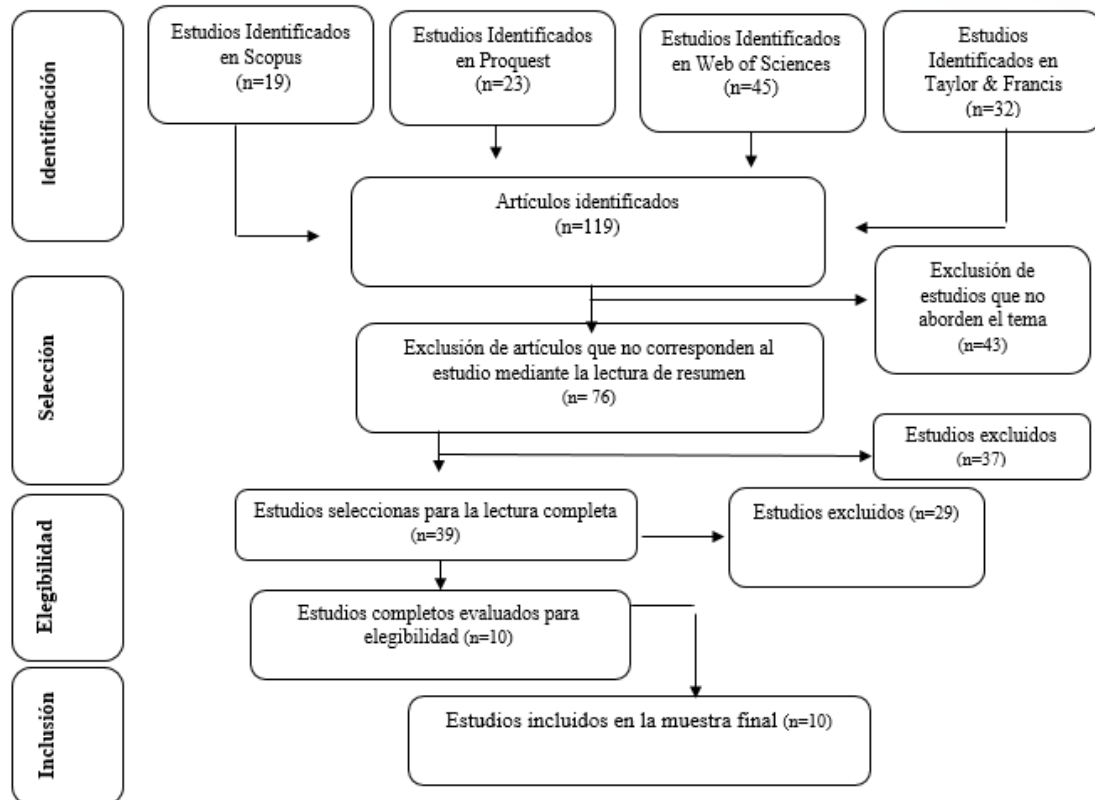 Identificación
Estudios Identificados
en Scopus
(n=19)
Estudios Identificados
en Proquest
(n=23)
Estudios Identificados
en Web of Sciences
(n=45)
Estudios
Identificados en
Taylor & Francis
(n=32)
Artículos identificados
(n=119)
Selección
Exclusión de
estudios que no
aborden el tema
(n=43)
Exclusión de artículos que no corresponden al
estudio mediante la lectura de resumen
(n= 76)
Estudios excluidos
(n=37)
Elegibilidad
Estudios seleccionas para la lectura completa
(n=39)
Estudios excluidos (n=29)
Estudios completos evaluados para
elegibilidad (n=10)
Inclusión
Estudios incluidos en la muestra final (n=10)